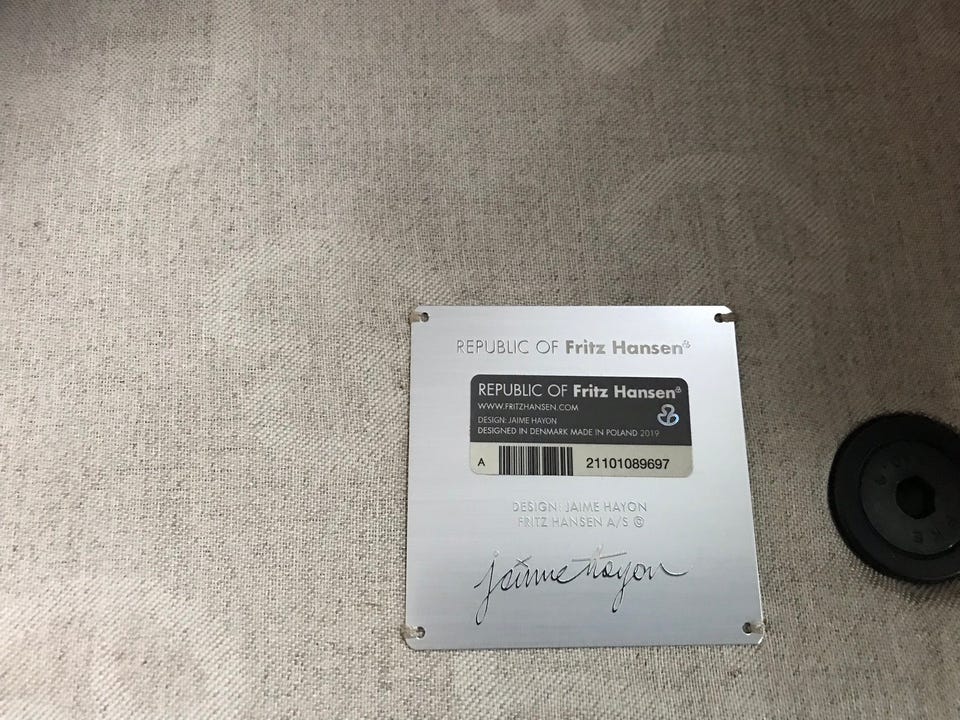 REPUBLIC OF Fritz Hansen®
REPUBLIC OF Fritz Hansen®
WWW.FRITZHANSEN.COM
DESIGN: JAIME HAYON
DESIGNED IN DENMARK MADE IN POLAND 2019
A 21101089697
DESIGN: JAIME HAYON
FRITZ HANSEN A/S ©
jaime hayon